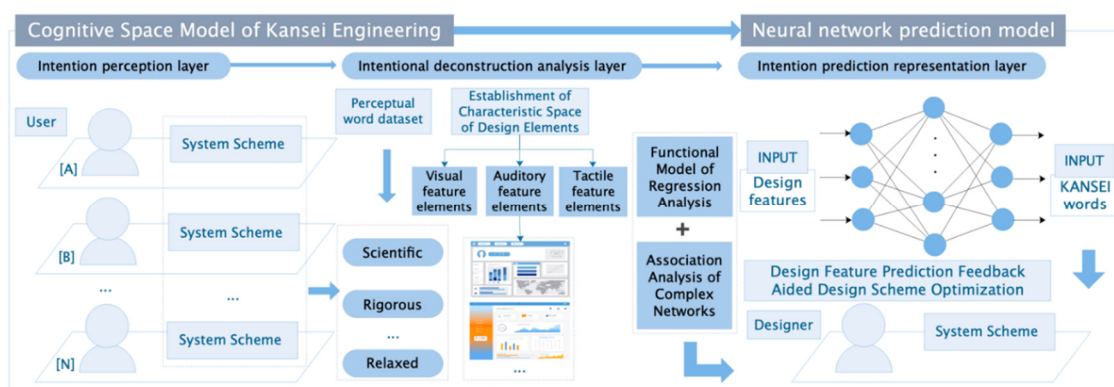 Cognitive Space Model of Kansei Engineering
Neural network prediction model
Intention perception layer
Intentional deconstruction analysis layer
Intention prediction representation layer
User
[A]
System Scheme
[B]
System Scheme
...
...
[N]
System Scheme
Perceptual
word dataset
Scientific
Rigorous
...
Relaxed
Establishment of
Characteristic Space
of Design Elements
Visual
feature
elements
Auditory
feature
elements
Tactile
feature
elements
...
Functional
Model of
Regression
Analysis
+
Association
Analysis of
Complex
Networks
INPUT
Design
features
INPUT
KANSEI
words
Design Feature Prediction Feedback
Aided Design Scheme Optimization
Designer
System Scheme